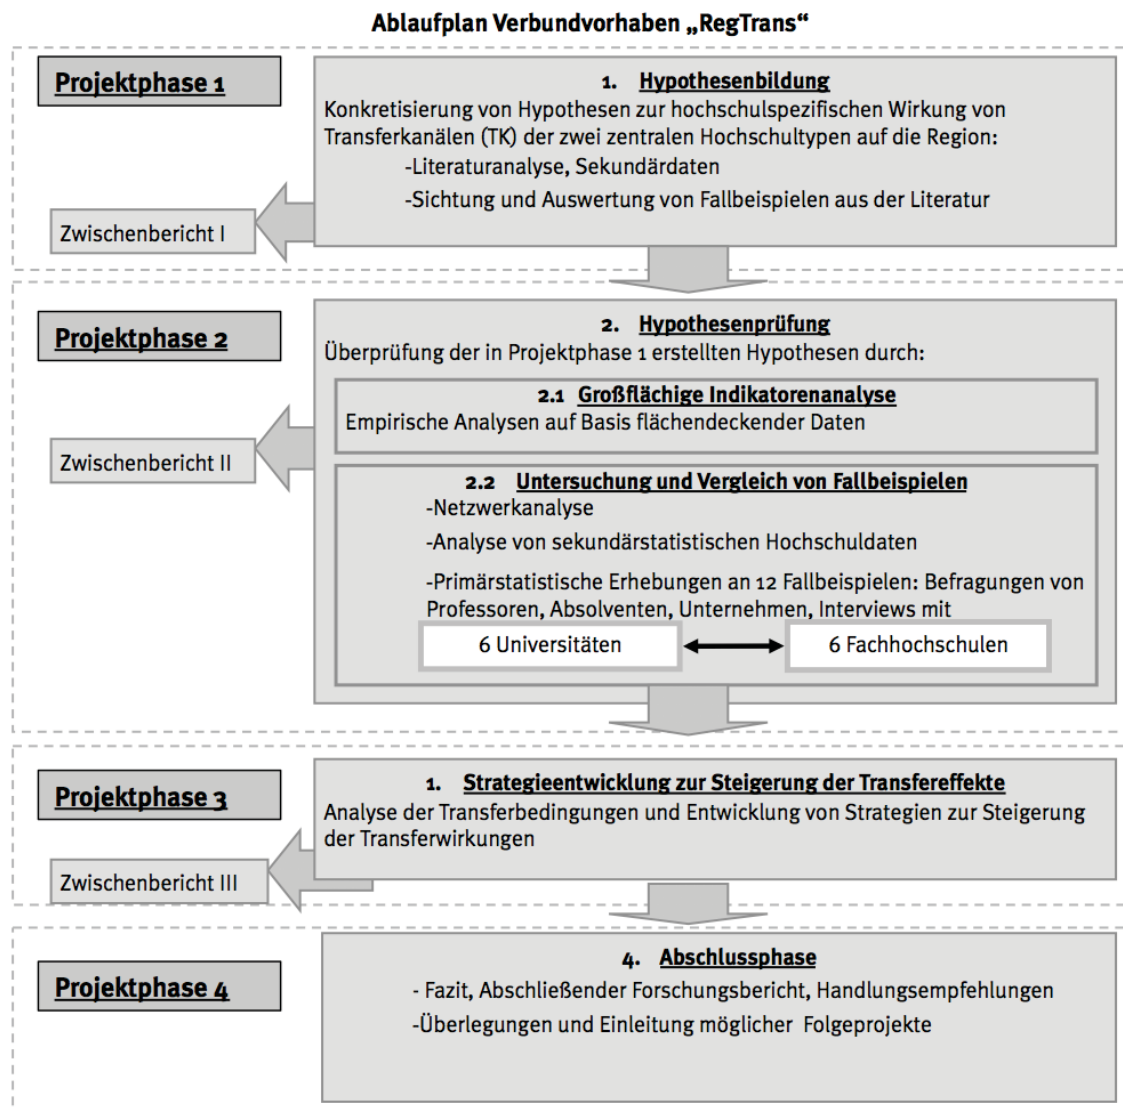 Ablaufplan Verbundvorhaben „RegTrans“
Projektphase 1
1. Hypothesenbildung
Konkretisierung von Hypothesen zur hochschulspezifischen Wirkung von
Transferkanälen (TK) der zwei zentralen Hochschultypen auf die Region:
-Literaturanalyse, Sekundärdaten
-Sichtung und Auswertung von Fallbeispielen aus der Literatur
Zwischenbericht I
Projektphase 2
2. Hypothesenprüfung
Überprüfung der in Projektphase 1 erstellten Hypothesen durch:
2.1 Großflächige Indikatorenanalyse
Empirische Analysen auf Basis flächendeckender Daten
Zwischenbericht II
2.2 Untersuchung und Vergleich von Fallbeispielen
-Netzwerkanalyse
-Analyse von sekundärstatistischen Hochschuldaten
-Primärstatistische Erhebungen an 12 Fallbeispielen: Befragungen von
Professoren, Absolventen, Unternehmen, Interviews mit
6 Universitäten
6 Fachhochschulen
Projektphase 3
1. Strategieentwicklung zur Steigerung der Transfereffekte
Analyse der Transferbedingungen und Entwicklung von Strategien zur Steigerung
der Transferwirkungen
Zwischenbericht III
Projektphase 4
4. Abschlussphase
- Fazit, Abschließender Forschungsbericht, Handlungsempfehlungen
-Überlegungen und Einleitung möglicher Folgeprojekte